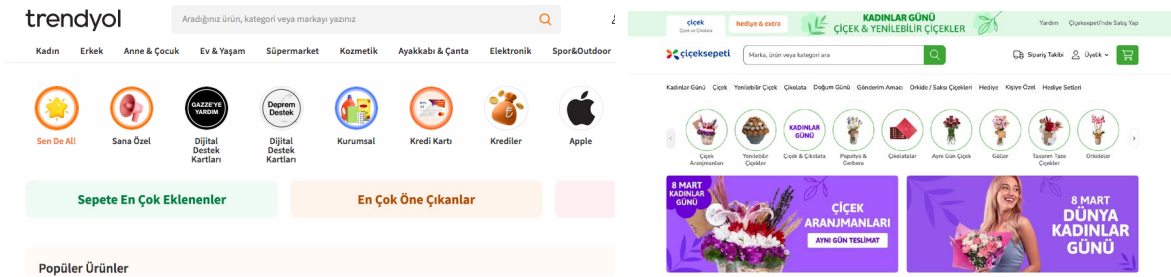 trendyol
Aradığınız ürün, kategori veya markayı yazınız
Kadın Erkek Anne & Çocuk Ev & Yaşam Süpermarket Kozmetik Ayakkabı & Çanta Elektronik Spor&Outdoor
GAZZE'YE
YARDIM
Deprem
Destek
Sen De Al!
Sana Özel
Dijital
Destek
Kartları
Dijital
Destek
Kartları
Kurumsal
Kredi Kartı
Krediler
Apple
Sepete En Çok Eklenenler
En Çok Öne Çıkanlar
Popüler Ürünler
çiçek
Çiçek ve Çikolata
hediye & extra
KADINLAR GÜNÜ
ÇİÇEK & YENİLEBİLİR ÇİÇEKLER
Yardım Çiçeksepeti'nde Satış Yap
çiçeksepeti
Marka, ürün veya kategori ara
Sipariş Takibi Üyelik
Kadınlar Günü Çiçek Yenilebilir Çiçek Çikolata Doğum Günü Gönderim Amacı Orkide / Saksı Çiçekleri Hediye Kişiye Özel Hediye Setleri
KADINLAR
GÜNÜ
Çiçek
Aranjmanları
Yenilebilir
Çiçekler
Çiçek & Çikolata
Papatya &
Gerbera
Çikolatalar
Aynı Gün Çiçek
Güller
Tasarım Taze
Çiçekler
Orkideler
8 MART
KADINLAR
GÜNÜ
ÇİÇEK
ARANJMANLARI
AYNI GÜN TESLİMAT
8 MART
DÜNYA
KADINLAR
GÜNÜ